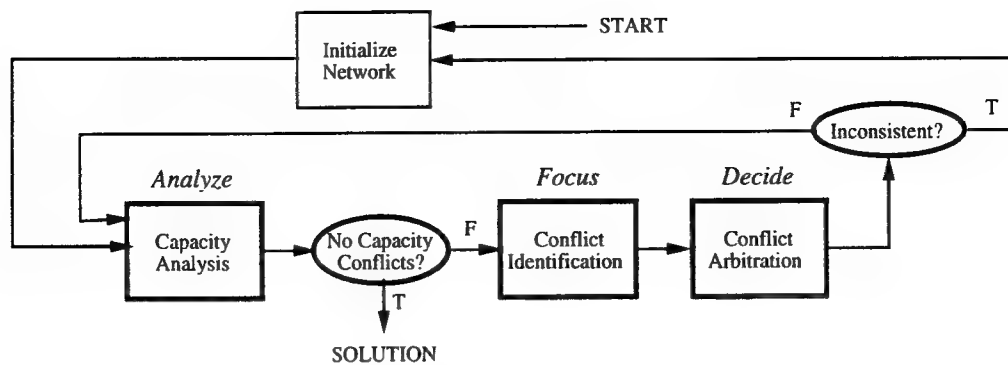 START
Initialize
Network
F
T
Inconsistent?
Analyze
Focus
Decide
Capacity
Analysis
No Capacity
Conflicts?
F
Conflict
Identification
Conflict
Arbitration
T
SOLUTION